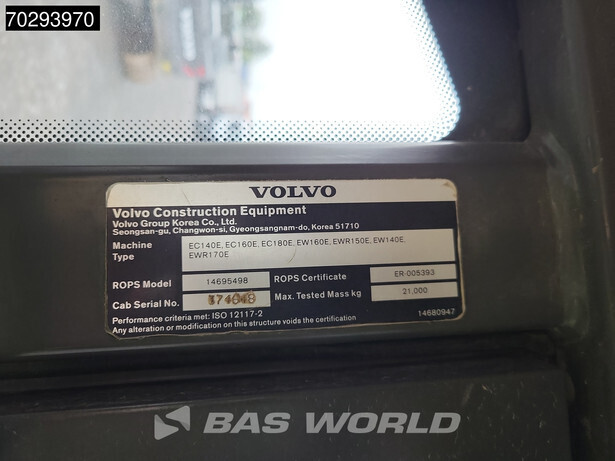 70293970
VOLVO
Volvo Construction Equipment
Volvo Group Korea Co., Ltd.
Seongsan-gu, Changwon-si, Gyeongsangnam-do, Korea 51710
Machine Type EC140E, EC160E, EC180E, EW160E, EWR150E, EW140E,
EWR170E
ROPS Model 14695498 ROPS Certificate ER-005393
Cab Serial No. Max. Tested Mass kg 21,000
Performance criteria met: ISO 12117-2
Any alteration or modification on this structure voids the certification 14680947
BAS WORLD